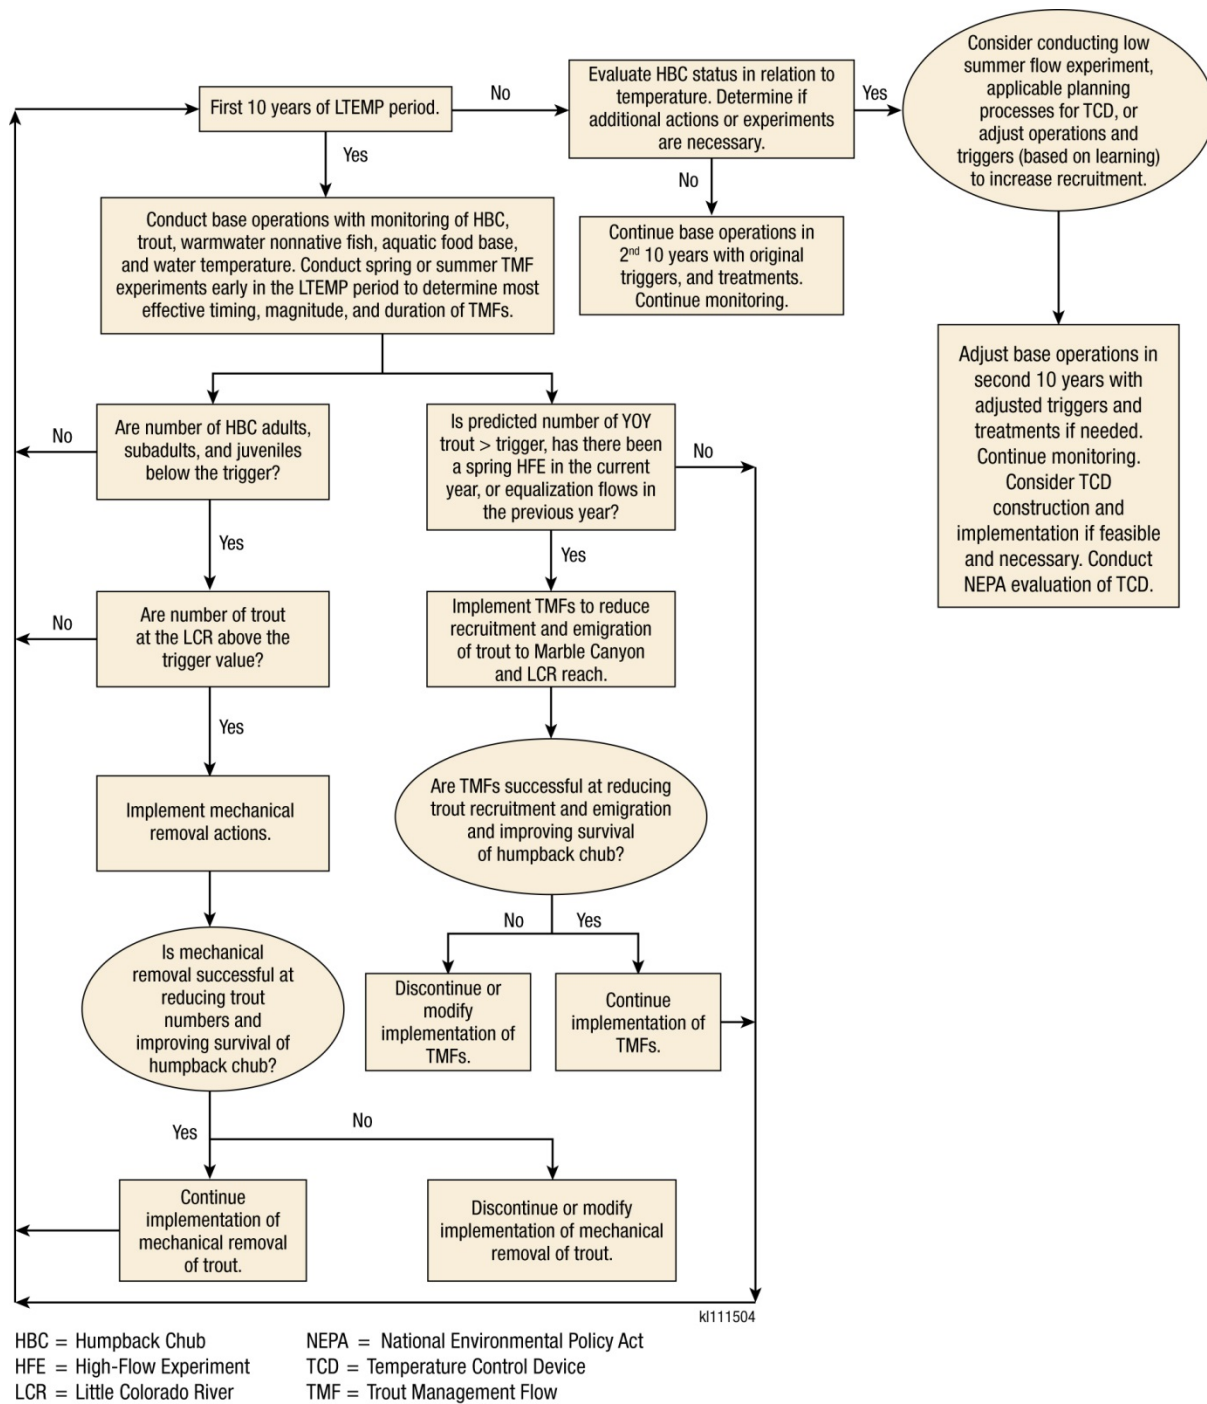 First 10 years of LTEMP period.
No
Evaluate HBC status in relation to
temperature. Determine if
additional actions or experiments
are necessary.
Yes
Consider conducting low
summer flow experiment,
applicable planning
processes for TCD, or
adjust operations and
triggers (based on learning)
to increase recruitment.
Yes
No
Conduct base operations with monitoring of HBC,
trout, warmwater nonnative fish, aquatic food base,
and water temperature. Conduct spring or summer TMF
experiments early in the LTEMP period to determine most
effective timing, magnitude, and duration of TMFs.
Continue base operations in
2nd 10 years with original
triggers, and treatments.
Continue monitoring.
Adjust base operations in
second 10 years with
adjusted triggers and
treatments if needed.
Continue monitoring.
Consider TCD
construction and
implementation if feasible
and necessary. Conduct
NEPA evaluation of TCD.
No
Are number of HBC adults,
subadults, and juveniles
below the trigger?
Is predicted number of YOY
trout > trigger, has there been
a spring HFE in the current
year, or equalization flows in
the previous year?
No
Yes
Yes
No
Are number of trout
at the LCR above the
trigger value?
Implement TMFs to reduce
recruitment and emigration
of trout to Marble Canyon
and LCR reach.
Yes
Implement mechanical
removal actions.
Are TMFs successful at reducing
trout recruitment and emigration
and improving survival
of humpback chub?
No
Yes
Is mechanical
removal successful at
reducing trout
numbers and
improving survival of
humpback chub?
Discontinue or
modify
implementation of
TMFs.
Continue
implementation of
TMFs.
Yes
No
Continue
implementation of
mechanical removal
of trout.
Discontinue or modify
implementation of mechanical
removal of trout.
kl111504
HBC = Humpback Chub
HFE = High-Flow Experiment
LCR = Little Colorado River
NEPA = National Environmental Policy Act
TCD = Temperature Control Device
TMF = Trout Management Flow